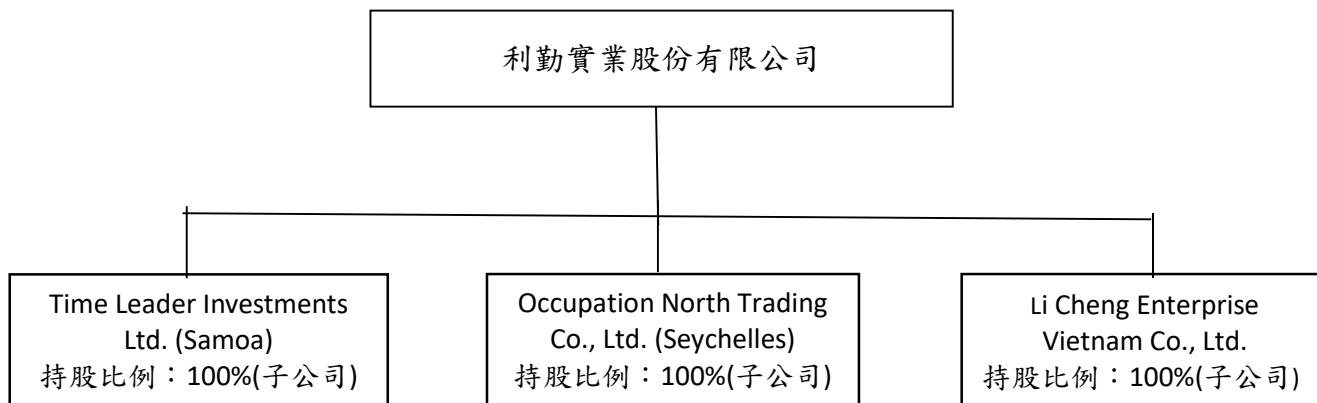 利勤實業股份有限公司
Time Leader Investments
Ltd. (Samoa)
持股比例：100%(子公司)
Occupation North Trading
Co., Ltd. (Seychelles)
持股比例：100%(子公司)
Li Cheng Enterprise
Vietnam Co., Ltd.
持股比例：100%(子公司)